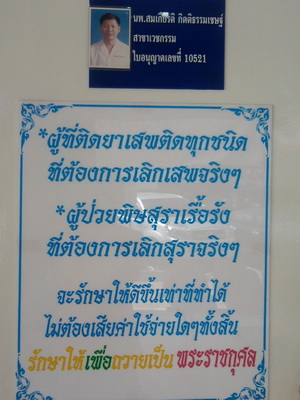 นพ.สมเกียรติ กิตติธรรมเชษฐ์
สาขาเวชกรรม
ใบอนุญาตเลขที่ 10521
*ผู้ที่ติดยาเสพติดทุกชนิด
ที่ต้องการเลิกเสพจริงๆ
*ผู้ป่วยพิษสุราเรื้อรัง
ที่ต้องการเลิกสุราจริงๆ
จะรักษาให้ดีขึ้นเท่าที่ทำได้
ไม่ต้องเสียค่าใช้จ่ายใดๆทั้งสิ้น
รักษาให้เพื่อถวายเป็น พระราชกุศล